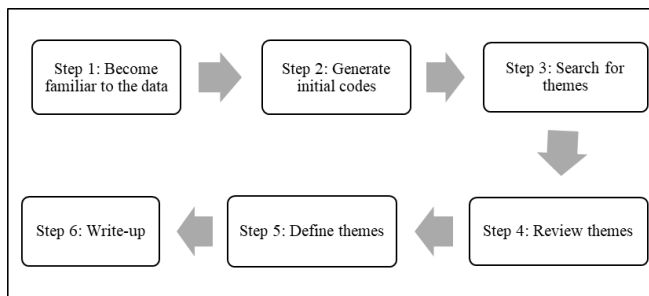 Step 1: Become
familiar to the data
Step 2: Generate
initial codes
Step 3: Search for
themes
Step 4: Review themes
Step 5: Define themes
Step 6: Write-up